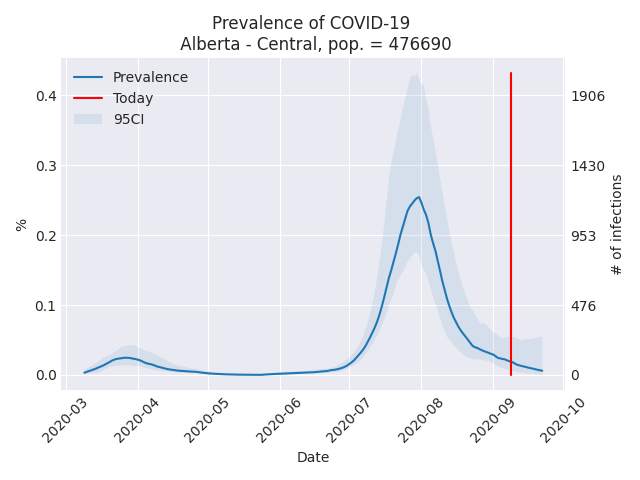 Prevalence of COVID-19
Alberta - Central, pop. = 476690
Prevalence
Today
95CI
0.4
0.3
0.2
0.1
0.0
%
1906
1430
953
476
0
# of infections
2020-03
2020-04
2020-05
2020-06
2020-07
2020-08
2020-09
2020-10
Date